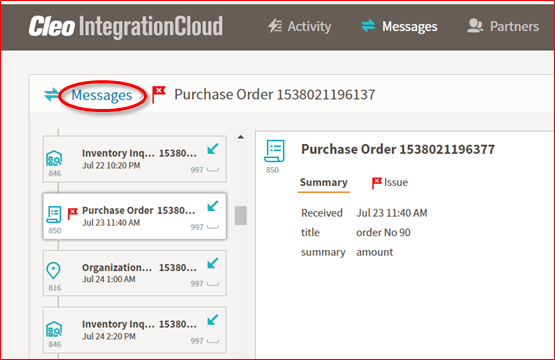 Cleo IntegrationCloud Activity Messages Partners
Messages Purchase Order 1538021196137
Inventory Inq... 15380...
Jul 22 10:20 PM
846 997
Purchase Order 15380...
Jul 23 11:40 AM
850 997
Organization... 15380...
Jul 24 1:00 AM
816 997
Inventory Inq... 15380...
Jul 24 2:20 PM
846 997
850
Purchase Order 1538021196377
Summary Issue
Received Jul 23 11:40 AM
title order No 90
summary amount